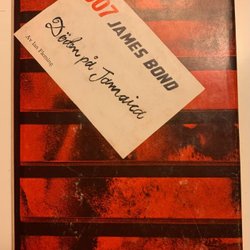 007 JAMES BOND
Döden på Jamaica
Av Ian Fleming